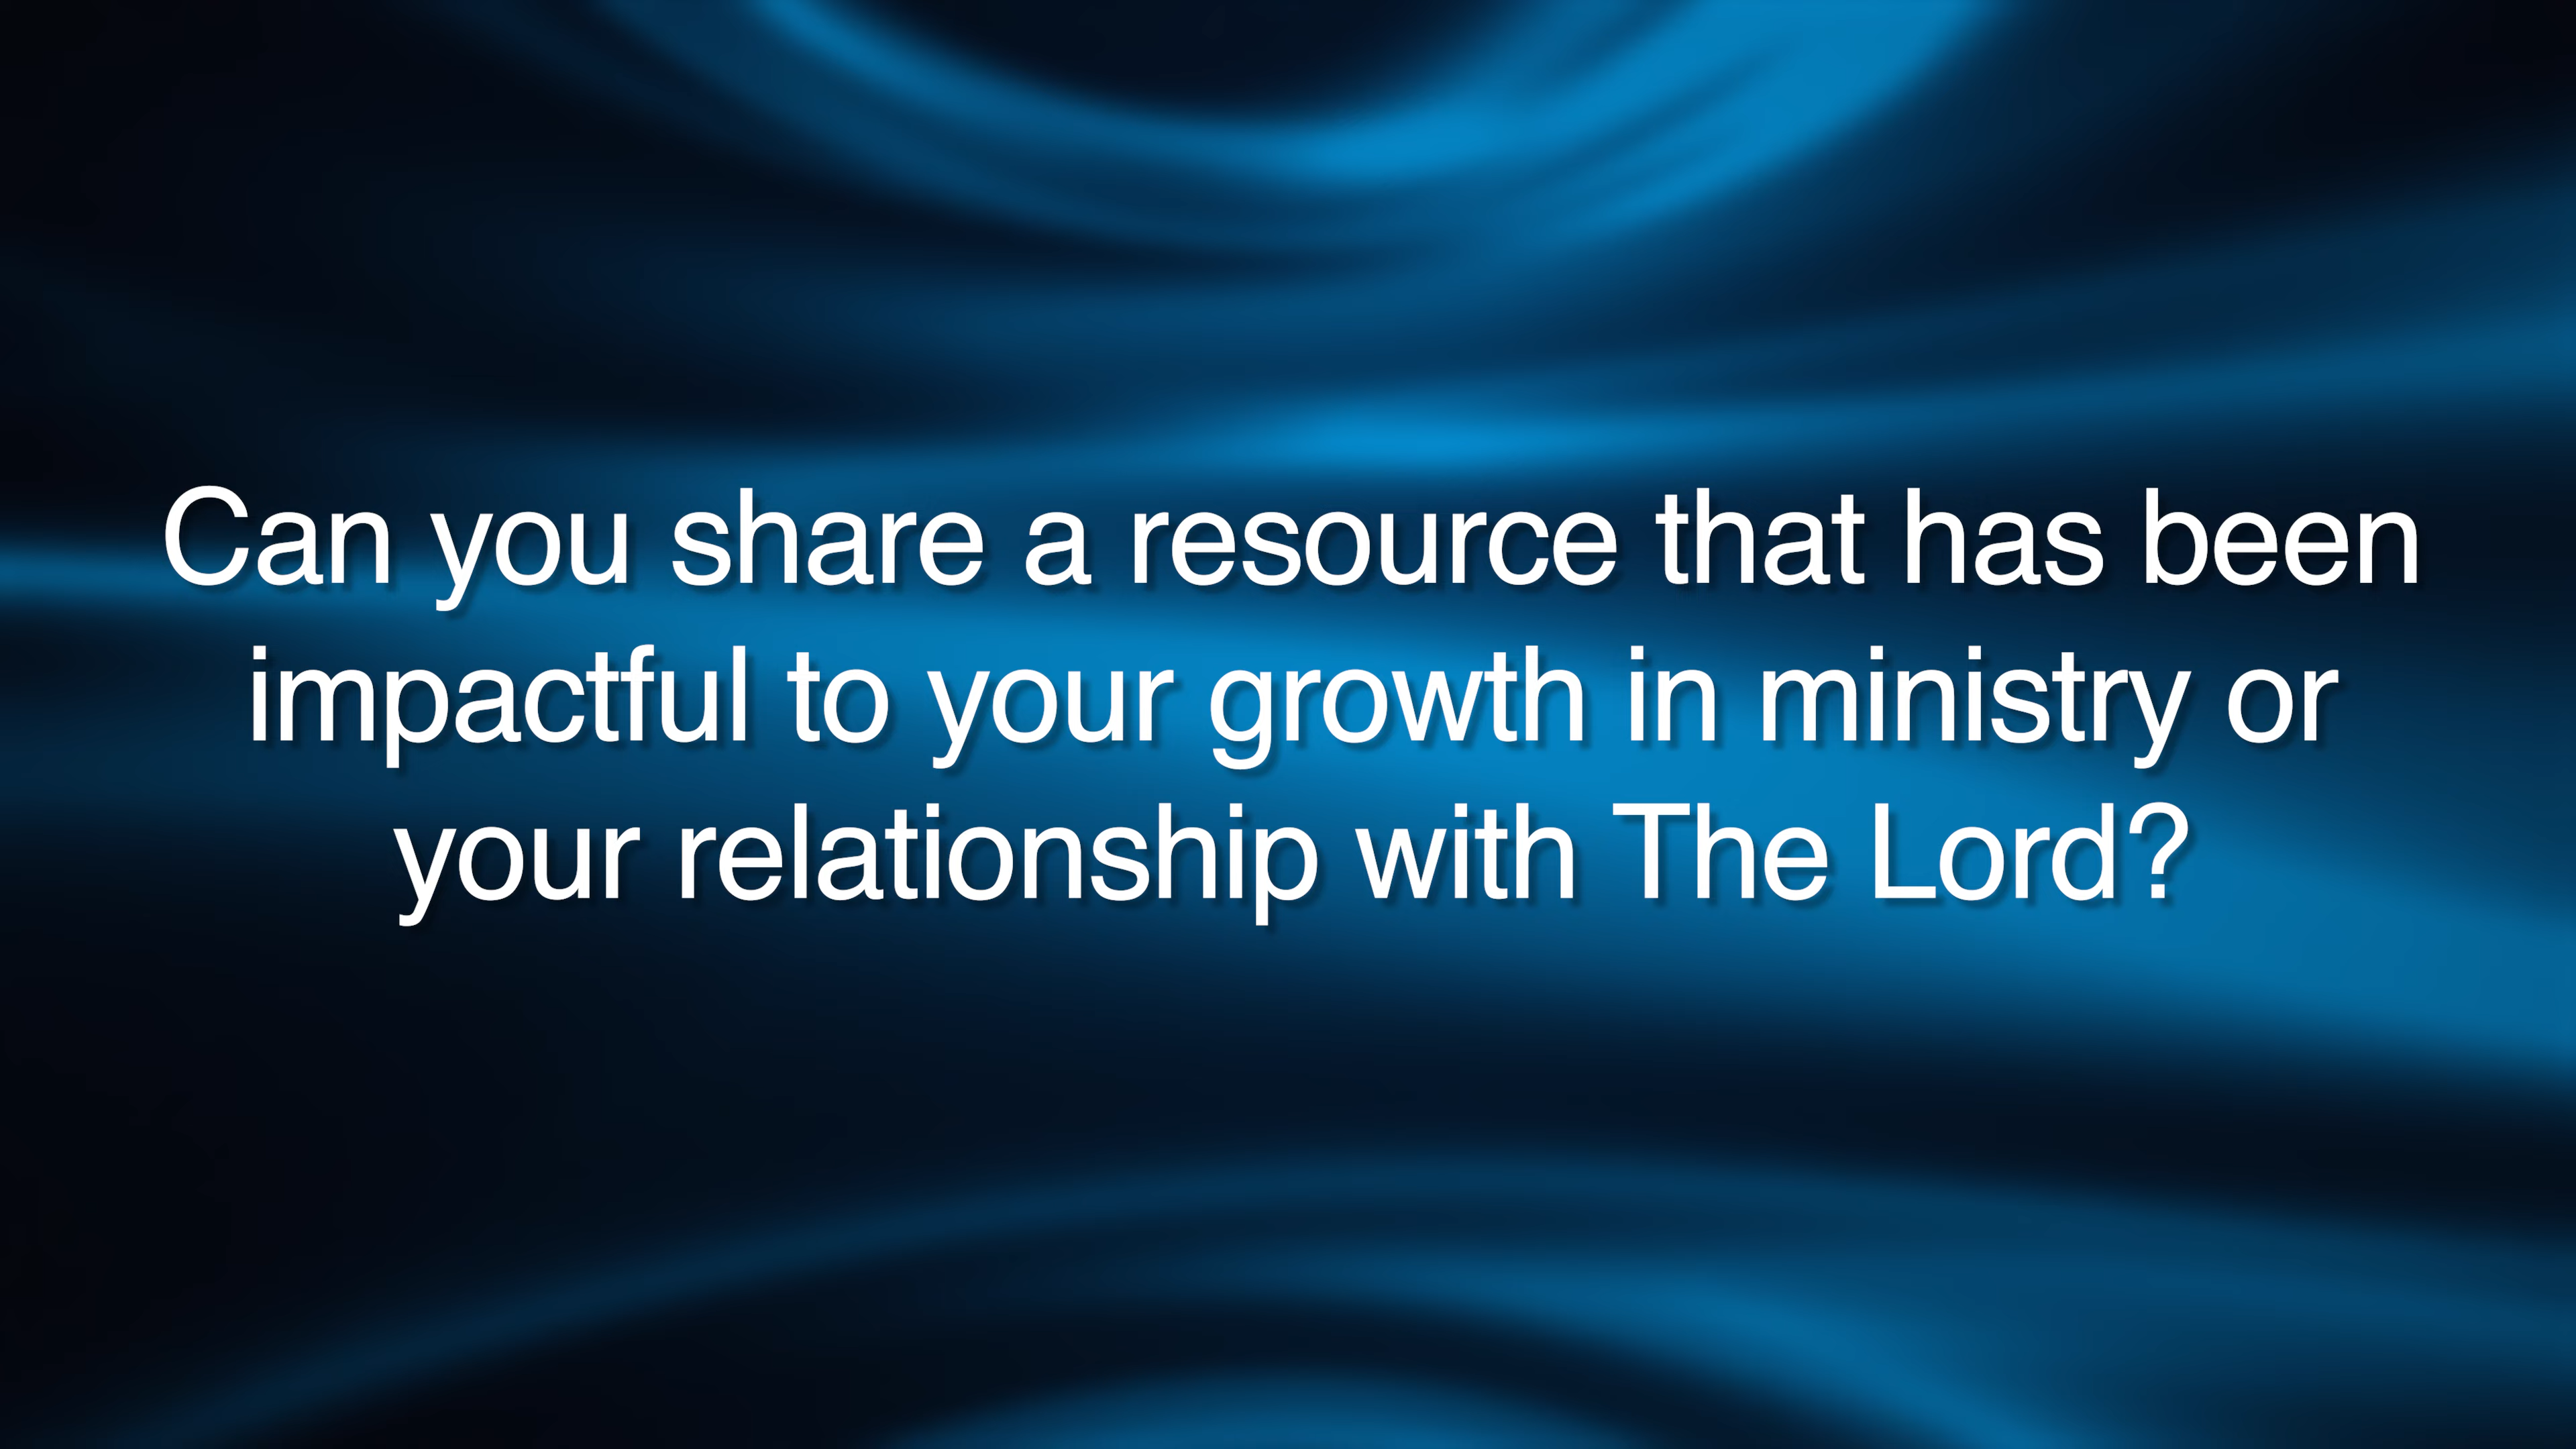 Can you share a resource that has been
impactful to your growth in ministry or
your relationship with The Lord?